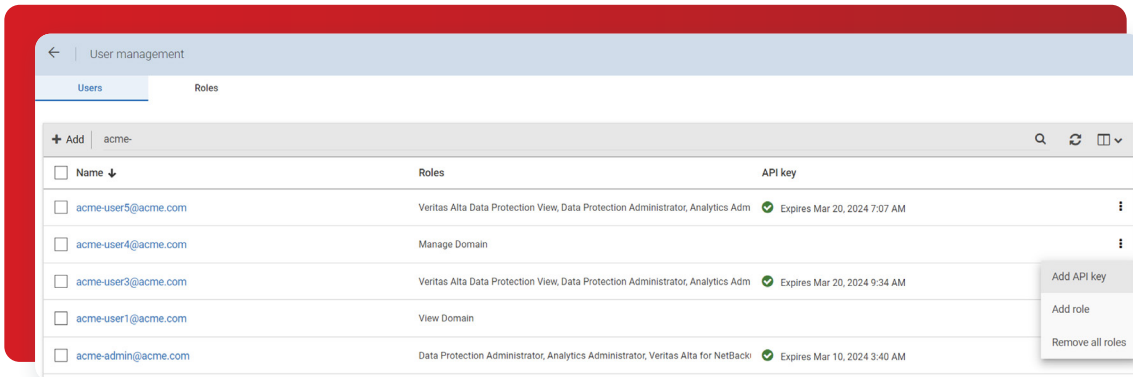 User management
Users Roles
Add acme-
Name Roles API key
acme-user5@acme.com Veritas Alta Data Protection View, Data Protection Administrator, Analytics Adm Expires Mar 20, 2024 7:07 AM
acme-user4@acme.com Manage Domain
Add API key
acme-user3@acme.com Veritas Alta Data Protection View, Data Protection Administrator, Analytics Adm Expires Mar 20, 2024 9:34 AM
Add role
acme-user1@acme.com View Domain
Remove all roles
acme-admin@acme.com Data Protection Administrator, Analytics Administrator, Veritas Alta for NetBack Expires Mar 10, 2024 3:40 AM